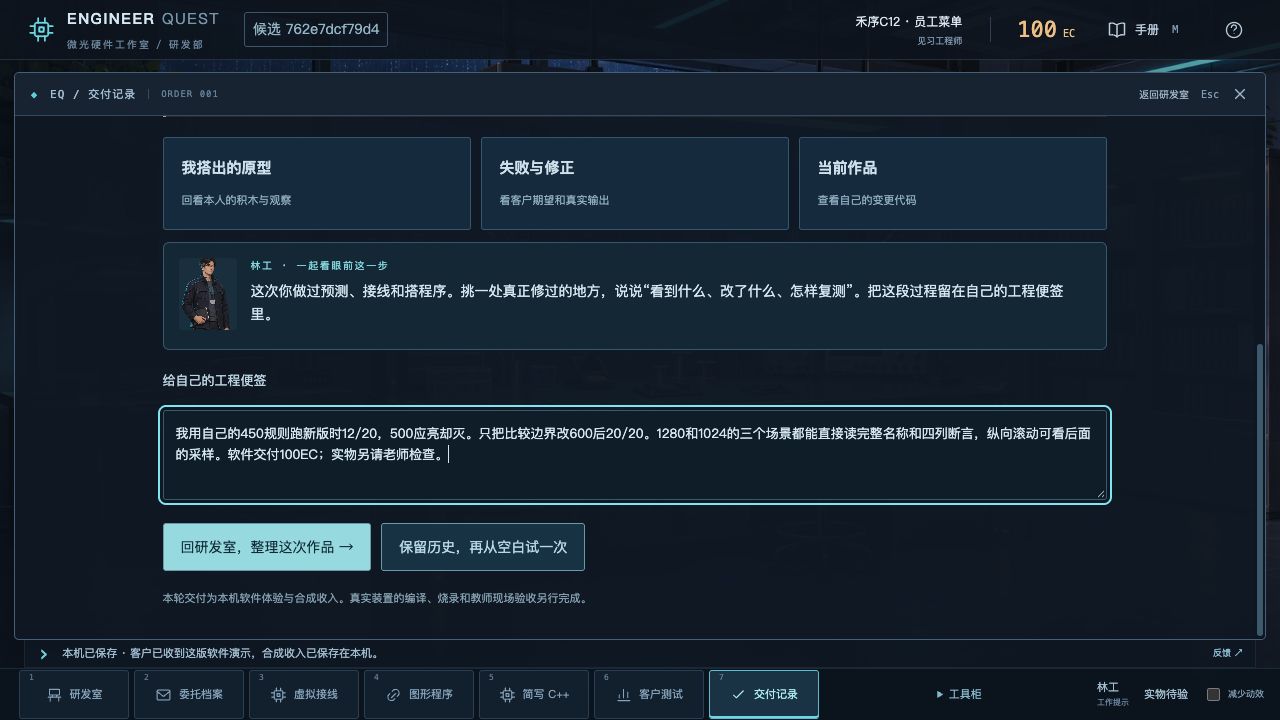 ENGINEER QUEST
微光硬件工作室 / 研发部
候选 762e7dcf79d4
禾序C12 · 员工菜单
见习工程师
100 EC
手册 M
EQ / 交付记录
ORDER 001
返回研发室 Esc
我搭出的原型
回看本人的积木与观察
失败与修正
看客户期望和真实输出
当前作品
查看自己的变更代码
林工 · 一起看眼前这一步
这次你做过预测、接线和搭程序。挑一处真正修过的地方，说说“看到什么、改了什么、怎样复测”。把这段过程留在自己的工程便签
里。
给自己的工程便签
我用自己的450规则跑新版时12/20，500应亮却灭。只把比较边界改600后20/20。1280和1024的三个场景都能直接读完整名称和四列断言，纵向滚动可看后面
的采样。软件交付100EC；实物另请老师检查。
回研发室，整理这次作品 →
保留历史，再从空白试一次
本轮交付为本机软件体验与合成收入。真实装置的编译、烧录和教师现场验收另行完成。
本机已保存 · 客户已收到这版软件演示，合成收入已保存在本机。
反馈 ↗
1 研发室
2 委托档案
3 虚拟接线
4 图形程序
5 简写 C++
6 客户测试
7 交付记录
工具柜
林工
工作提示
实物待验
减少动效